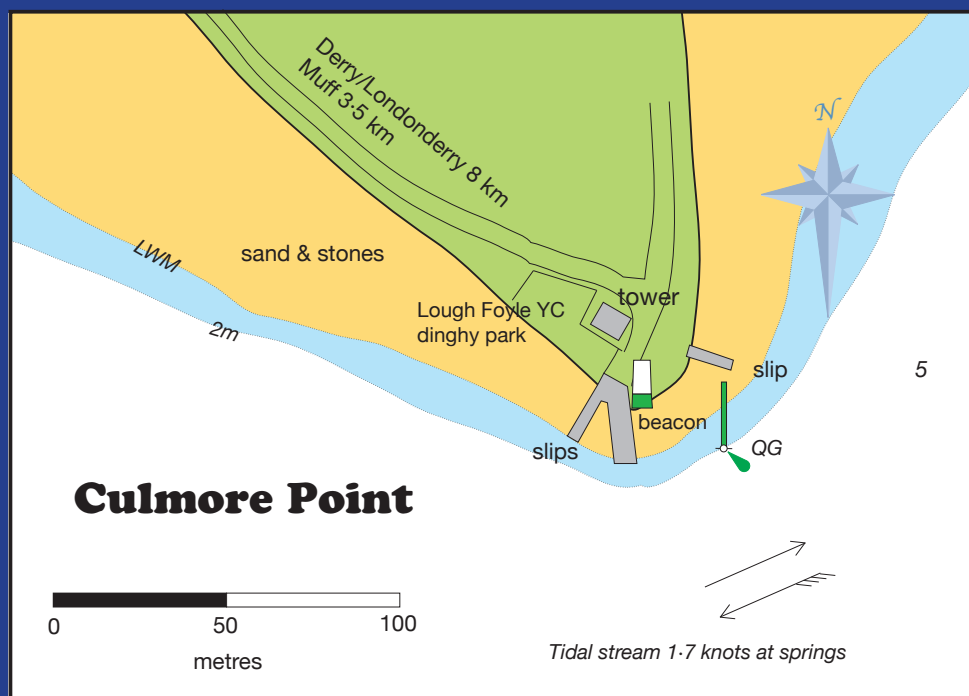 Derry/Londonderry 8 km
Muff 3·5 km
N
LWM
sand & stones
2m
Lough Foyle YC
dinghy park
tower
slip
5
beacon
slips
QG
Culmore Point
0 50 100
metres
Tidal stream 1·7 knots at springs